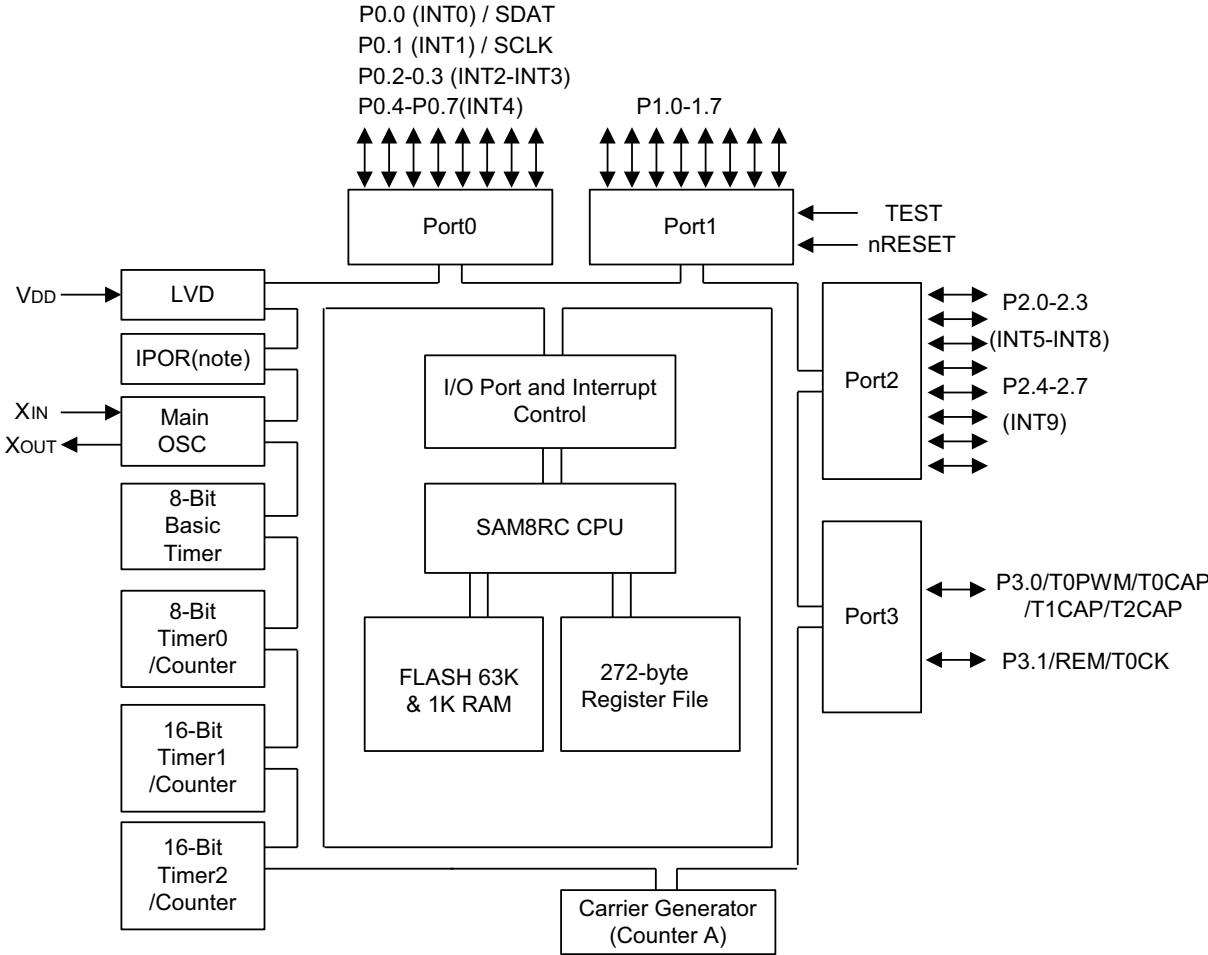 P0.0 (INT0) / SDAT
P0.1 (INT1) / SCLK
P0.2-0.3 (INT2-INT3)
P0.4-P0.7(INT4)
P1.0-1.7
Port0
Port1
TEST
nRESET
VDD
LVD
IPOR(note)
XIN
XOUT
Main
OSC
8-Bit
Basic
Timer
8-Bit
Timer0
/Counter
16-Bit
Timer1
/Counter
16-Bit
Timer2
/Counter
I/O Port and Interrupt
Control
SAM8RC CPU
FLASH 63K
& 1K RAM
272-byte
Register File
Port2
P2.0-2.3
(INT5-INT8)
P2.4-2.7
(INT9)
Port3
P3.0/T0PWM/T0CAP
/T1CAP/T2CAP
P3.1/REM/T0CK
Carrier Generator
(Counter A)